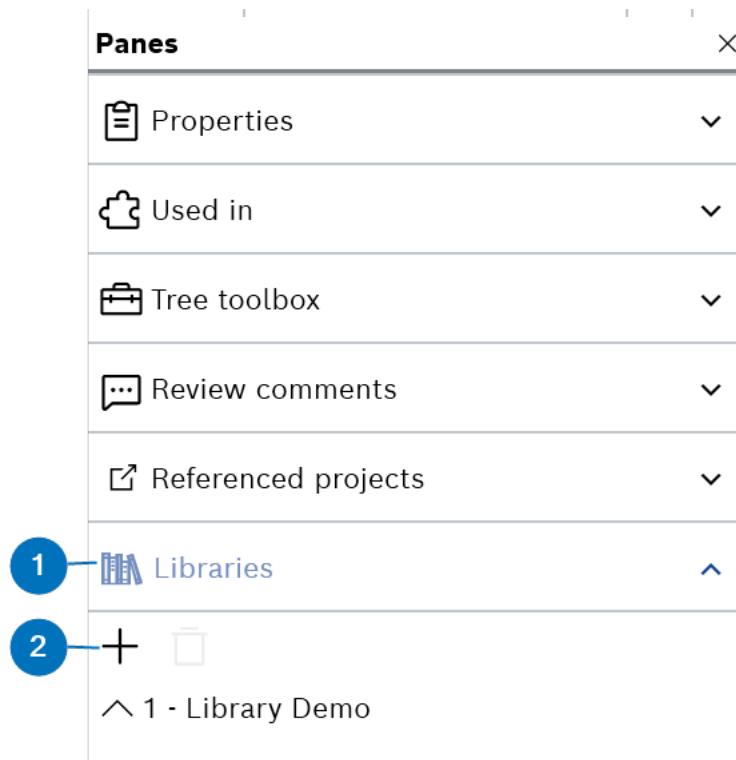 Panes
Properties
Used in
Tree toolbox
Review comments
Referenced projects
1 Libraries
2
1 - Library Demo